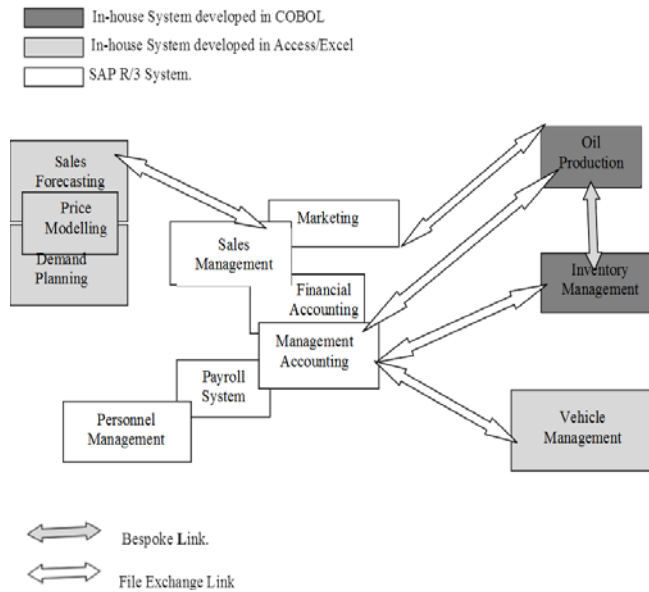 In-house System developed in COBOL
In-house System developed in Access/Excel
SAP R/3 System.
Sales
Forecasting
Price
Modelling
Demand
Planning
Marketing
Sales
Management
Financial
Accounting
Management
Accounting
Payroll
System
Personnel
Management
Oil
Production
Inventory
Management
Vehicle
Management
Bespoke Link.
File Exchange Link